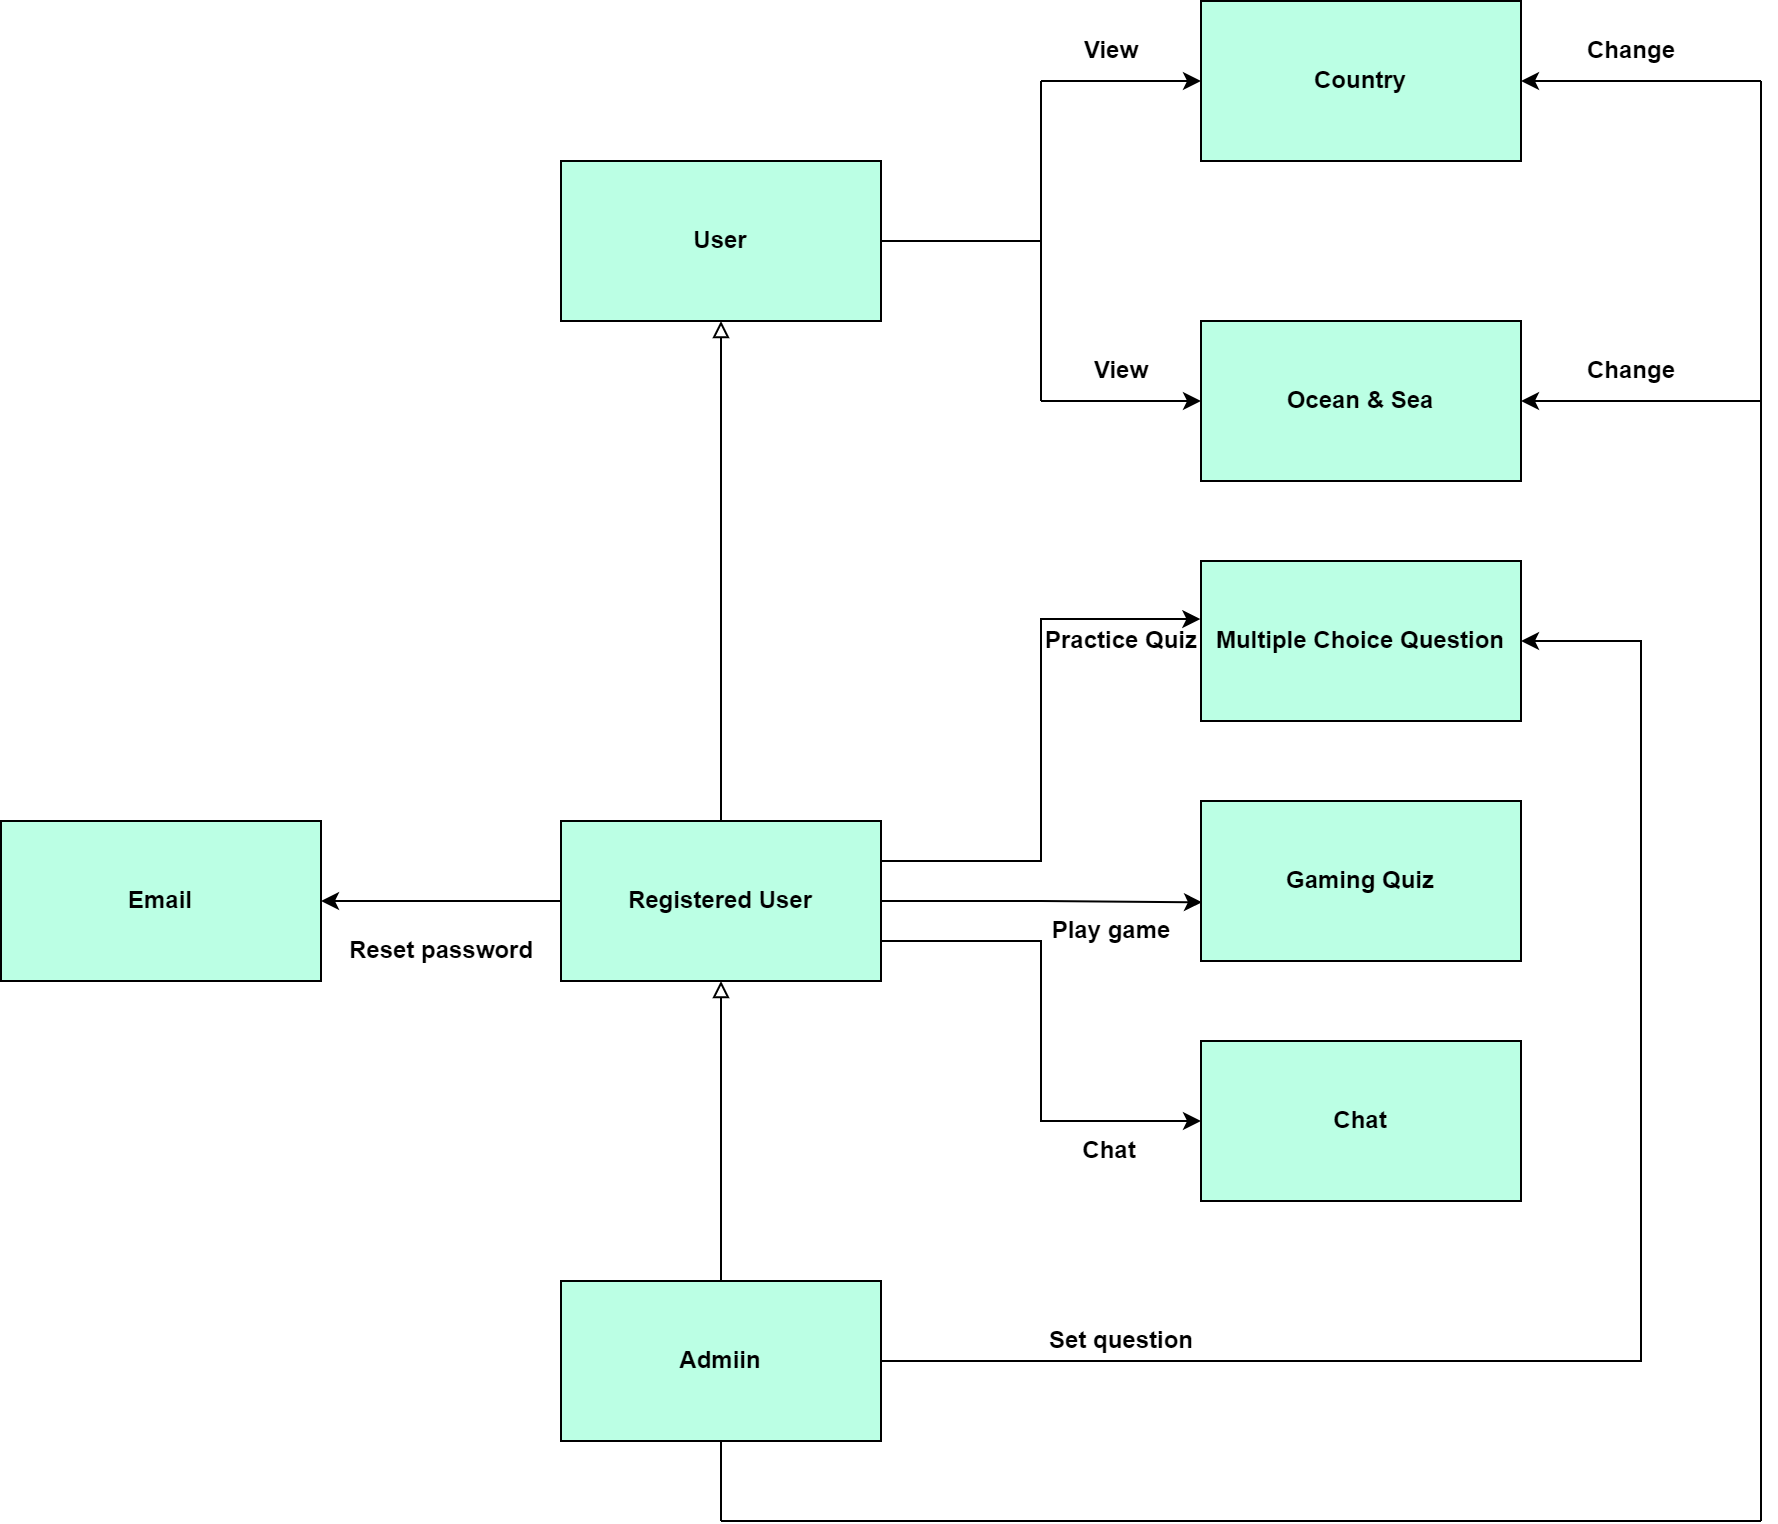 View
Change
Country
User
View
Change
Ocean & Sea
Practice Quiz
Multiple Choice Question
Gaming Quiz
Email
Registered User
Play game
Reset password
Chat
Chat
Set question
Admiin